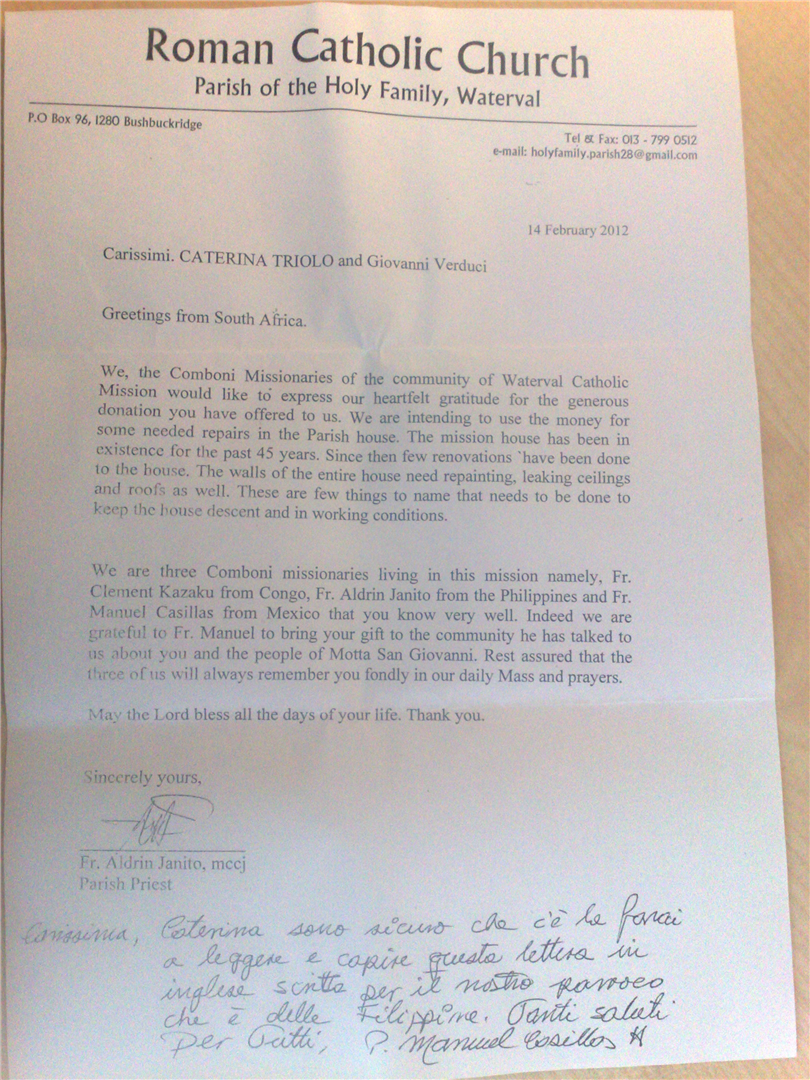 Roman Catholic Church
Parish of the Holy Family, Waterval
P.O Box 96, 1280 Bushbuckridge
Tel & Fax: 013 - 799 0512
e-mail: holyfamily.parish28@gmail.com
14 February 2012
Carissimi. CATERINA TRIOLO and Giovanni Verduci
Greetings from South Africa.
We, the Comboni Missionaries of the community of Waterval Catholic
Mission would like to express our heartfelt gratitude for the generous
donation you have offered to us. We are intending to use the money for
some needed repairs in the Parish house. The mission house has been in
existence for the past 45 years. Since then few renovations have been done
to the house. The walls of the entire house need repainting, leaking ceilings
and roofs as well. These are few things to name that needs to be done to
keep the house descent and in working conditions.
We are three Comboni missionaries living in this mission namely, Fr.
Clement Kazaku from Congo, Fr. Aldrin Janito from the Philippines and Fr.
Manuel Casillas from Mexico that you know very well. Indeed we are
grateful to Fr. Manuel to bring your gift to the community he has talked to
us about you and the people of Motta San Giovanni. Rest assured that the
three of us will always remember you fondly in our daily Mass and prayers.
May the Lord bless all the days of your life. Thank you.
Sincerely yours,
Fr. Aldrin Janito, mccj
Parish Priest
Carissima, Caterina sono sicuro che c'è la farai
a leggere e capire questa lettera in
inglese scritta per il nostro parroco
che è delle Filippine. Tanti saluti
Per Tutti, P. Manuel Casillas H